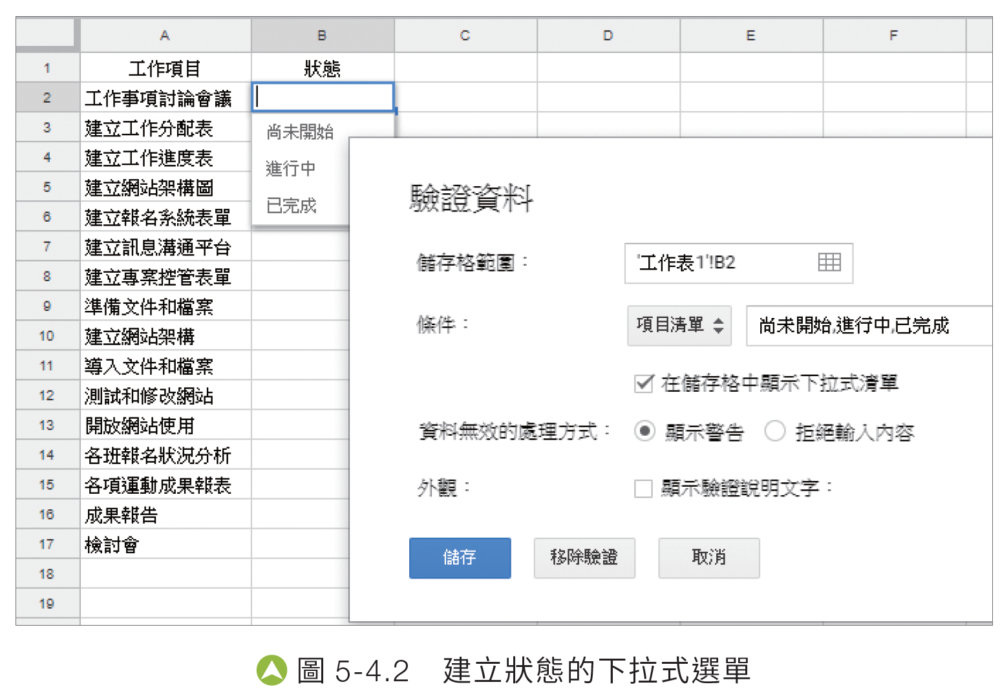 A B C D E F
1 工作項目 狀態
2 工作事項討論會議
3 建立工作分配表
4 建立工作進度表
5 建立網站架構圖
6 建立報名系統表單
7 建立訊息溝通平台
8 建立專案控管表單
9 準備文件和檔案
10 建立網站架構
11 導入文件和檔案
12 測試和修改網站
13 開放網站使用
14 各班報名狀況分析
15 各項運動成果報表
16 成果報告
17 檢討會
18
19
尚未開始
進行中
已完成
驗證資料
儲存格範圍： '工作表1'!B2
條件： 項目清單 尚未開始,進行中,已完成
在儲存格中顯示下拉式清單
資料無效的處理方式： 顯示警告 拒絕輸入內容
外觀： 顯示驗證說明文字：
儲存 移除驗證 取消
圖 5-4.2 建立狀態的下拉式選單